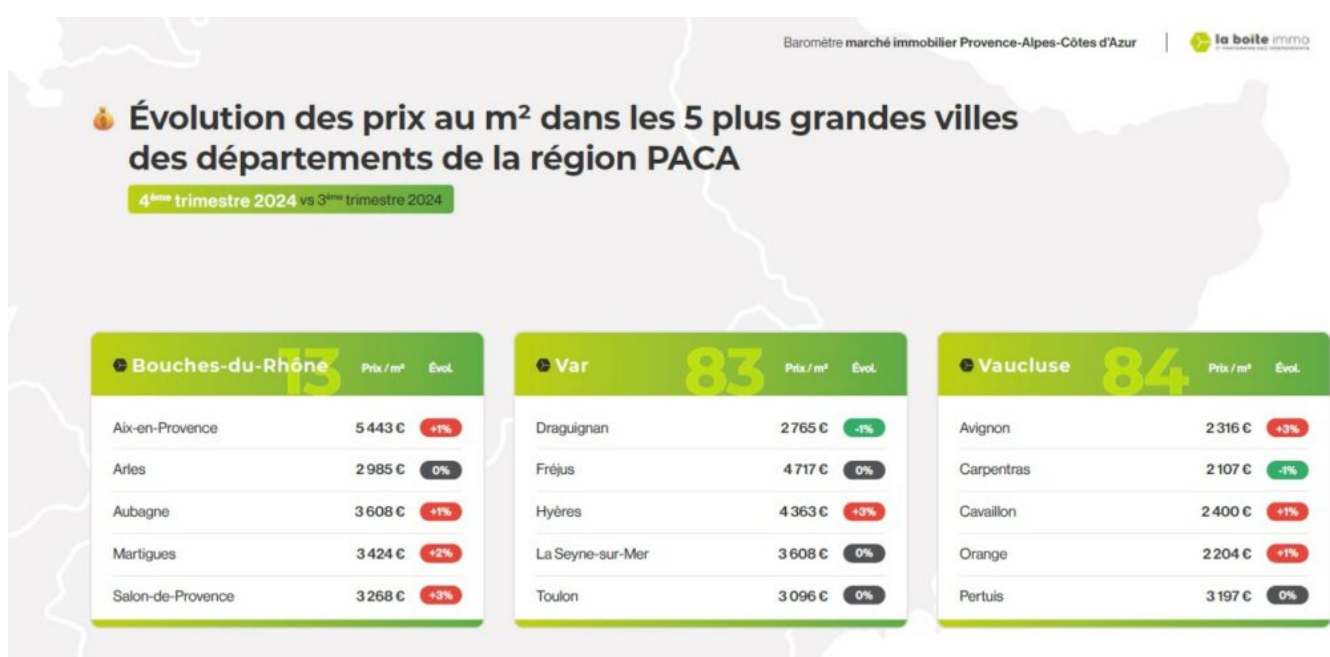 Baromètre marché immobilier Provence-Alpes-Côtes d'Azur
la boite immo
1er PARTENAIRE DES INDÉPENDANTS
Évolution des prix au m² dans les 5 plus grandes villes
des départements de la région PACA
4ème trimestre 2024 vs 3ème trimestre 2024
Bouches-du-Rhône 13 Prix / m² Évol.
Aix-en-Provence 5 443 € +1%
Arles 2 985 € 0%
Aubagne 3 608 € +1%
Martigues 3 424 € +2%
Salon-de-Provence 3 268 € +3%
Var 83 Prix / m² Évol.
Draguignan 2 765 € -1%
Fréjus 4 717 € 0%
Hyères 4 363 € +3%
La Seyne-sur-Mer 3 608 € 0%
Toulon 3 096 € 0%
Vaucluse 84 Prix / m² Évol.
Avignon 2 316 € +3%
Carpentras 2 107 € -1%
Cavaillon 2 400 € +1%
Orange 2 204 € +1%
Pertuis 3 197 € 0%